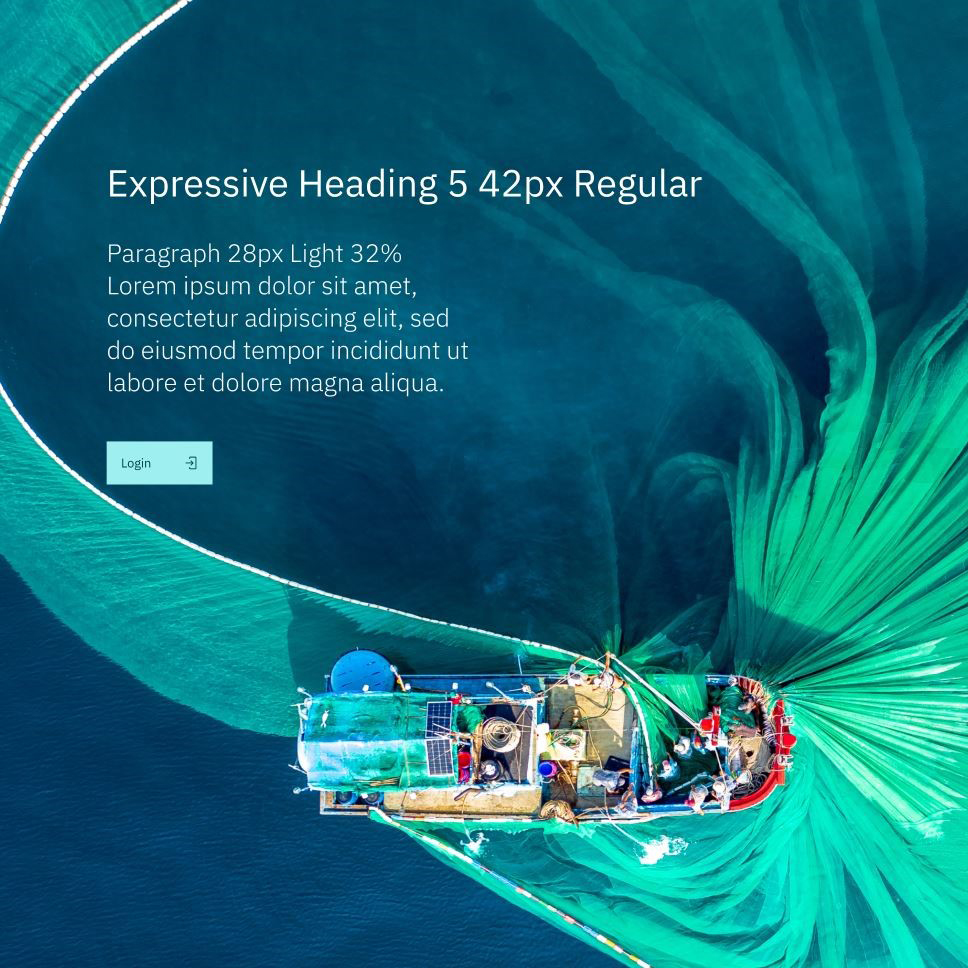 Expressive Heading 5 42px Regular
Paragraph 28px Light 32%
Lorem ipsum dolor sit amet,
consectetur adipiscing elit, sed
do eiusmod tempor incididunt ut
labore et dolore magna aliqua.
Login